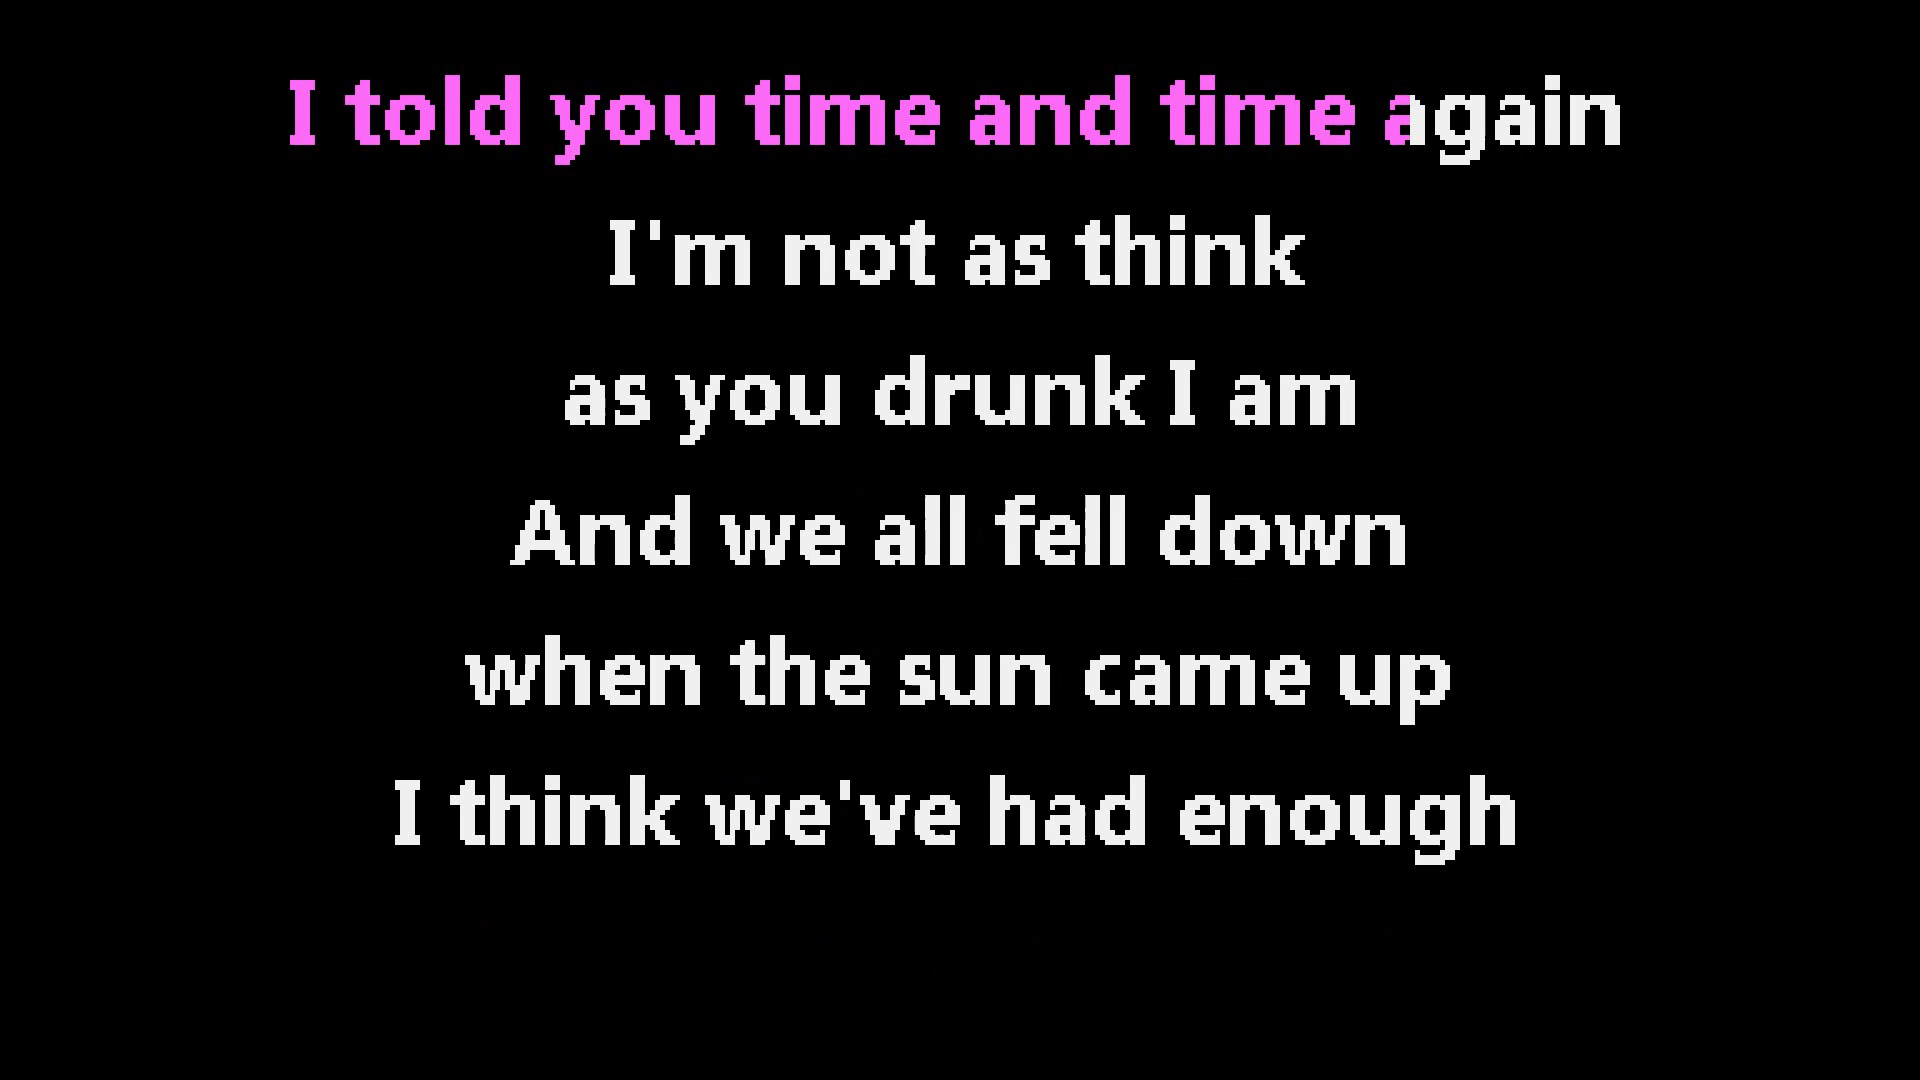 I told you time and time again
I'm not as think
as you drunk I am
And we all fell down
when the sun came up
I think we've had enough